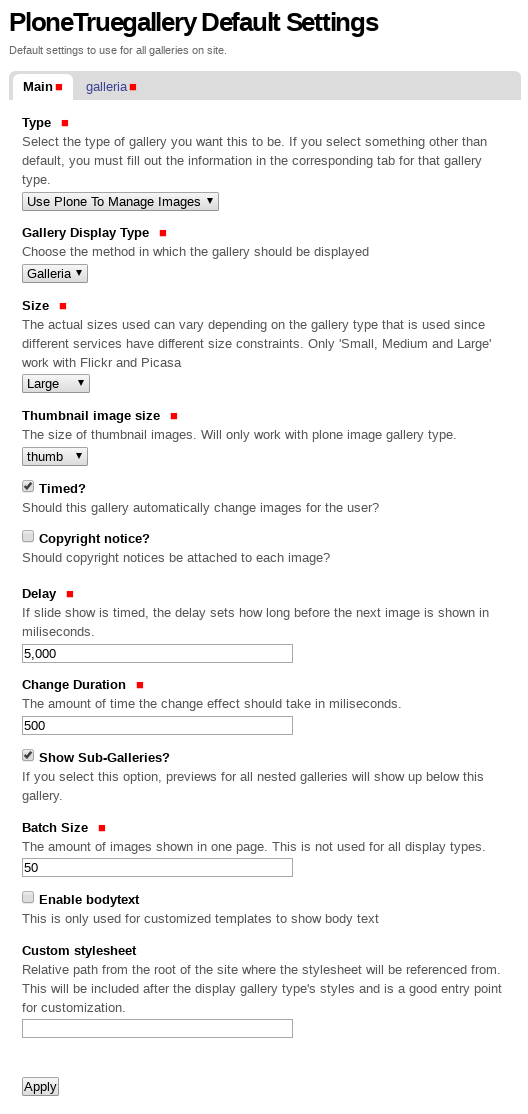 PloneTruegallery Default Settings
Default settings to use for all galleries on site.
Main galleria
Type
Select the type of gallery you want this to be. If you select something other than
default, you must fill out the information in the corresponding tab for that gallery
type.
Use Plone To Manage Images
Gallery Display Type
Choose the method in which the gallery should be displayed
Galleria
Size
The actual sizes used can vary depending on the gallery type that is used since
different services have different size constraints. Only 'Small, Medium and Large'
work with Flickr and Picasa
Large
Thumbnail image size
The size of thumbnail images. Will only work with plone image gallery type.
thumb
Timed?
Should this gallery automatically change images for the user?
Copyright notice?
Should copyright notices be attached to each image?
Delay
If slide show is timed, the delay sets how long before the next image is shown in
miliseconds.
5,000
Change Duration
The amount of time the change effect should take in miliseconds.
500
Show Sub-Galleries?
If you select this option, previews for all nested galleries will show up below this
gallery.
Batch Size
The amount of images shown in one page. This is not used for all display types.
50
Enable bodytext
This is only used for customized templates to show body text
Custom stylesheet
Relative path from the root of the site where the stylesheet will be referenced from.
This will be included after the display gallery type's styles and is a good entry point
for customization.
Apply